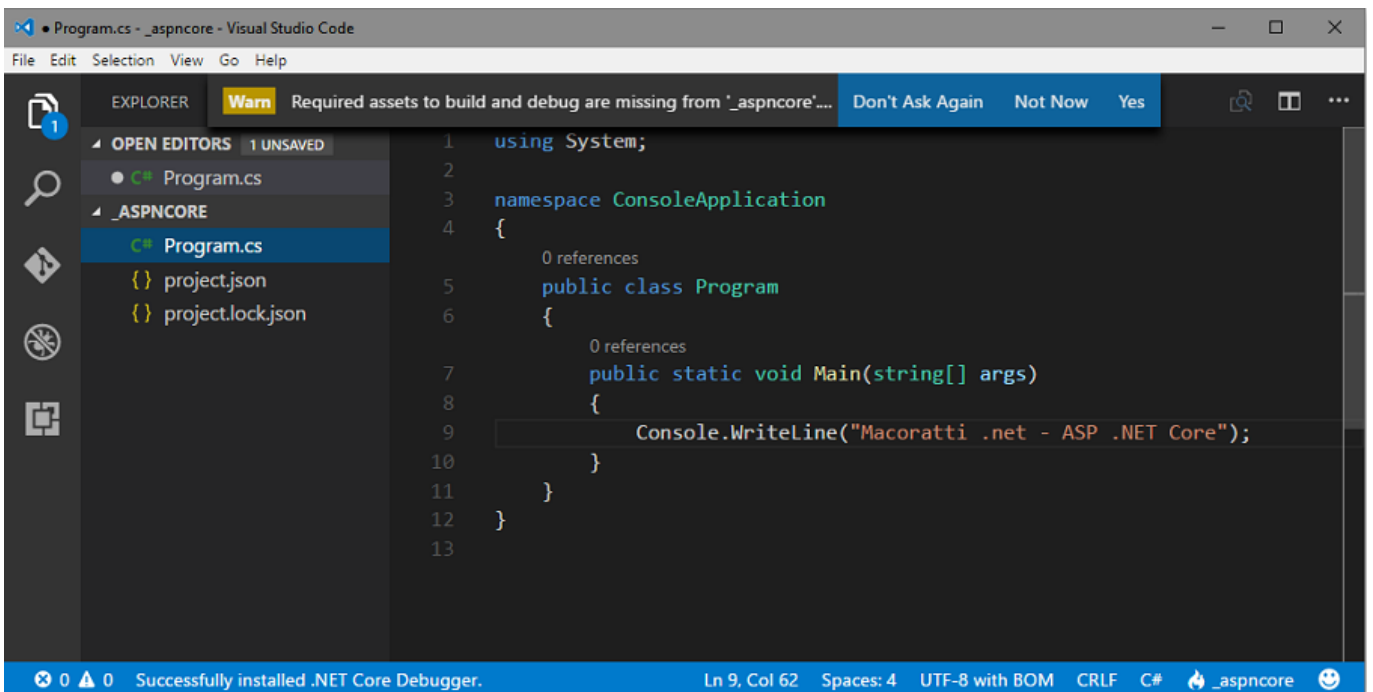 ● Program.cs - _aspncore - Visual Studio Code
File Edit Selection View Go Help
EXPLORER
Warn Required assets to build and debug are missing from '_aspncore'.... Don't Ask Again Not Now Yes
1
OPEN EDITORS 1 UNSAVED
● C# Program.cs
_ASPNCORE
C# Program.cs
{ } project.json
{ } project.lock.json
1 using System;
2
3 namespace ConsoleApplication
4 {
0 references
5 public class Program
6 {
0 references
7 public static void Main(string[] args)
8 {
9 Console.WriteLine("Macoratti .net - ASP .NET Core");
10 }
11 }
12 }
13
0 0 Successfully installed .NET Core Debugger. Ln 9, Col 62 Spaces: 4 UTF-8 with BOM CRLF C# _aspncore